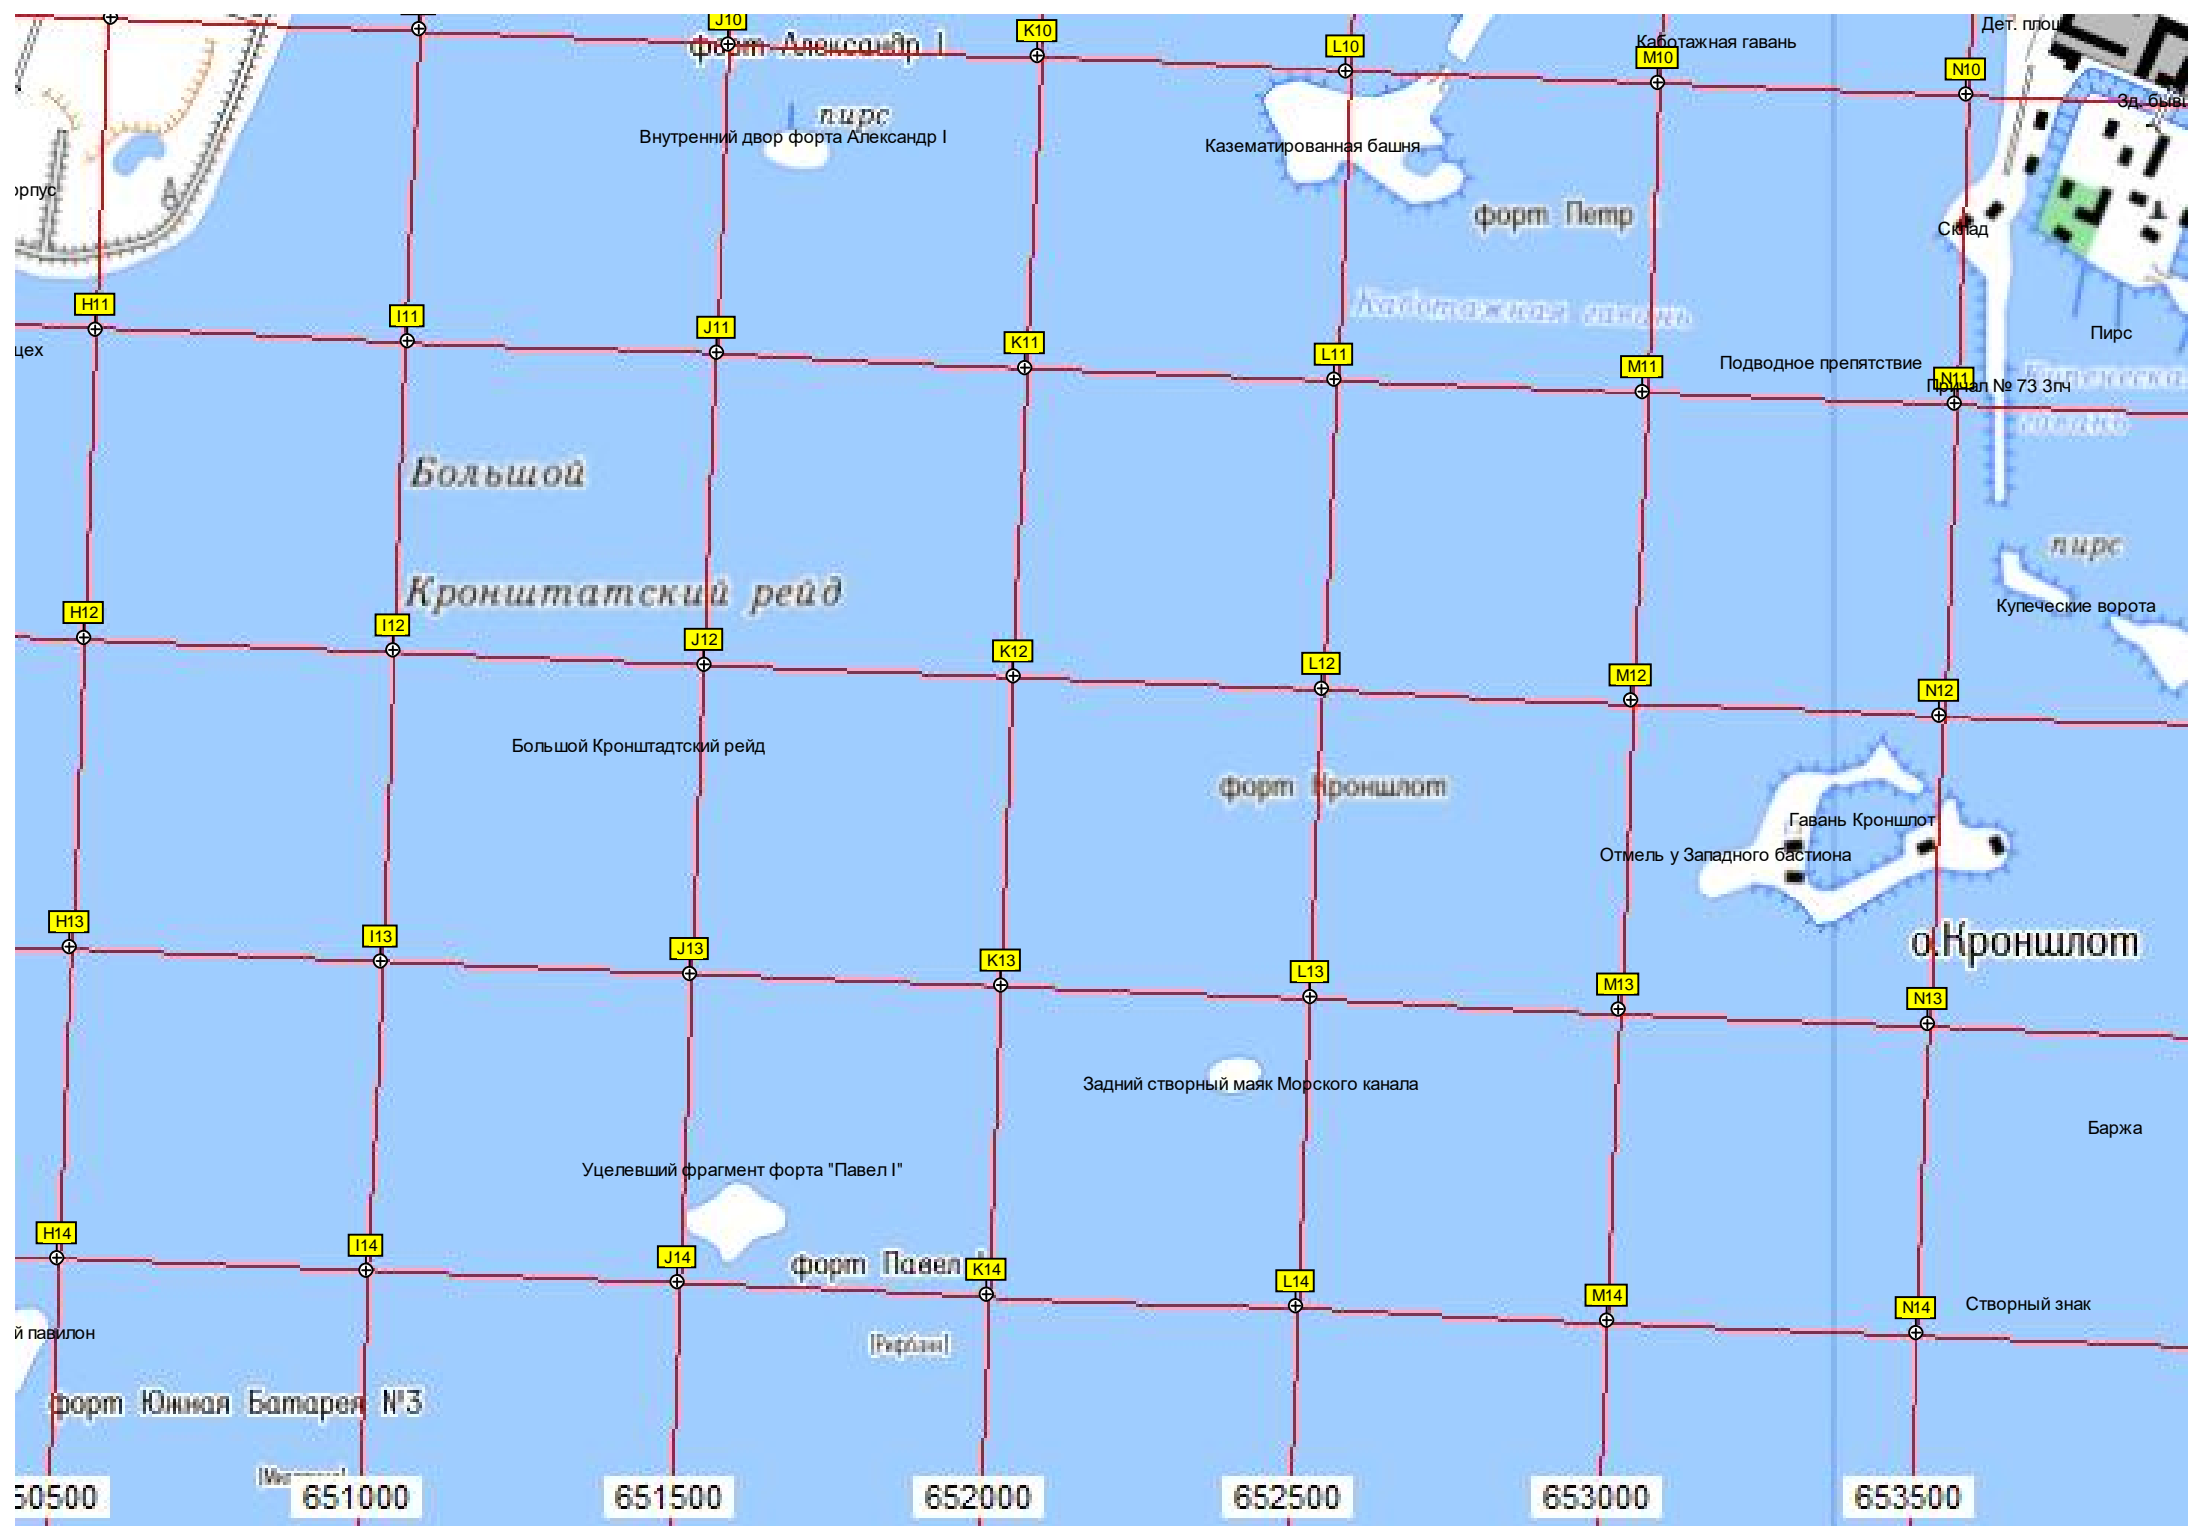 J10
форт Александр I
K10
L10
Каботажная гавань
M10
Дет. площ
N10
Зд. быв
пирс
Внутренний двор форта Александр I
Казематированная башня
орпус
форт Петр I
Склад
H11
I11
J11
K11
L11
M11
N11
Каботажная гавань
Пирс
цех
Подводное препятствие
Причал № 73 Зпч
Большой
Кронштатский рейд
пирс
Купеческие ворота
H12
I12
J12
K12
L12
M12
N12
Большой Кронштадтский рейд
форт Кроншлот
Гавань Кроншлот
Отмель у Западного бастиона
о.Кроншлот
H13
I13
J13
K13
L13
M13
N13
Задний створный маяк Морского канала
Баржа
Уцелевший фрагмент форта "Павел I"
H14
I14
J14
форт Павел
K14
L14
M14
N14
Створный знак
й павилон
[Рифбанк]
форт Южная Батарея №3
50500
651000
651500
652000
652500
653000
653500